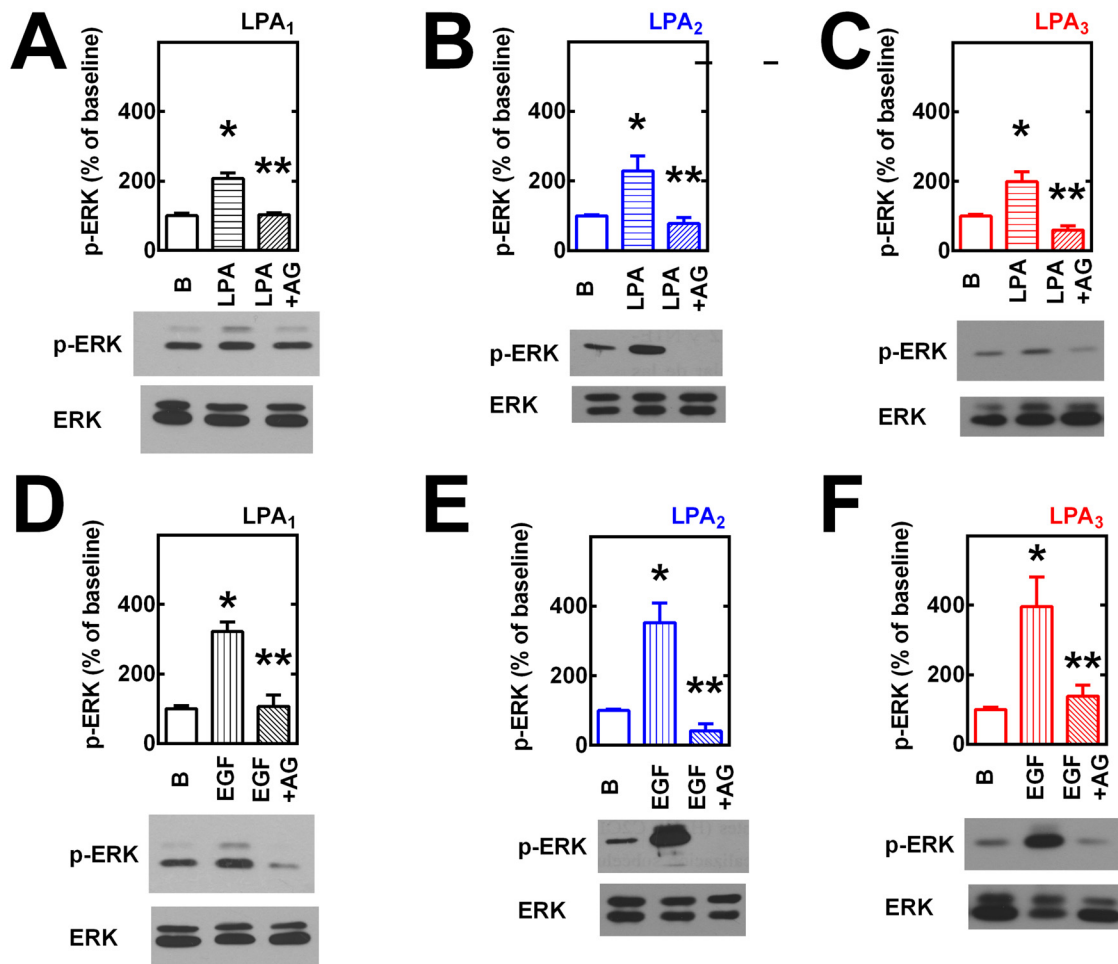 A
LPA₁
p-ERK (% of baseline)
400
200
0
*
**
B
LPA
LPA
+AG
p-ERK
ERK
B
LPA₂
p-ERK (% of baseline)
400
200
0
*
**
B
LPA
LPA
+AG
p-ERK
ERK
C
LPA₃
p-ERK (% of baseline)
400
200
0
*
**
B
LPA
LPA
+AG
p-ERK
ERK
D
LPA₁
p-ERK (% of baseline)
400
200
0
*
**
B
EGF
EGF
+AG
p-ERK
ERK
E
LPA₂
p-ERK (% of baseline)
400
200
0
*
**
B
EGF
EGF
+AG
p-ERK
ERK
F
LPA₃
p-ERK (% of baseline)
400
200
0
*
**
B
EGF
EGF
+AG
p-ERK
ERK